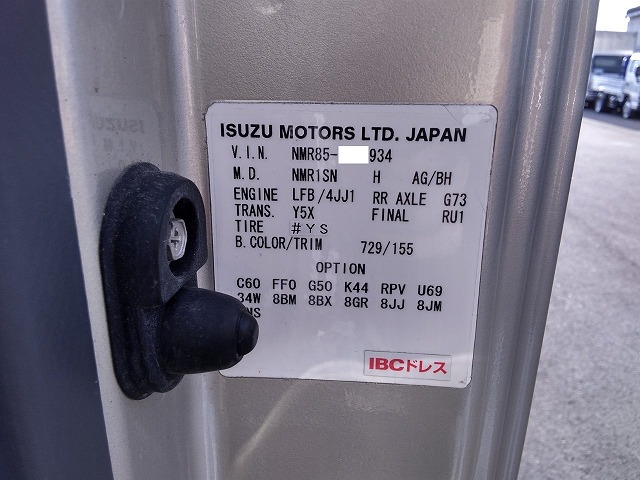 ISUZU MOTORS LTD. JAPAN
V.I.N. NMR85- 934
M.D. NMR1SN H AG/BH
ENGINE LFB/4JJ1 RR AXLE G73
TRANS. Y5X FINAL RU1
TIRE #YS
B.COLOR/TRIM 729/155
OPTION
C60 FF0 G50 K44 RPV U69
34W 8BM 8BX 8GR 8JJ 8JM
IBCドレス
ISUZU